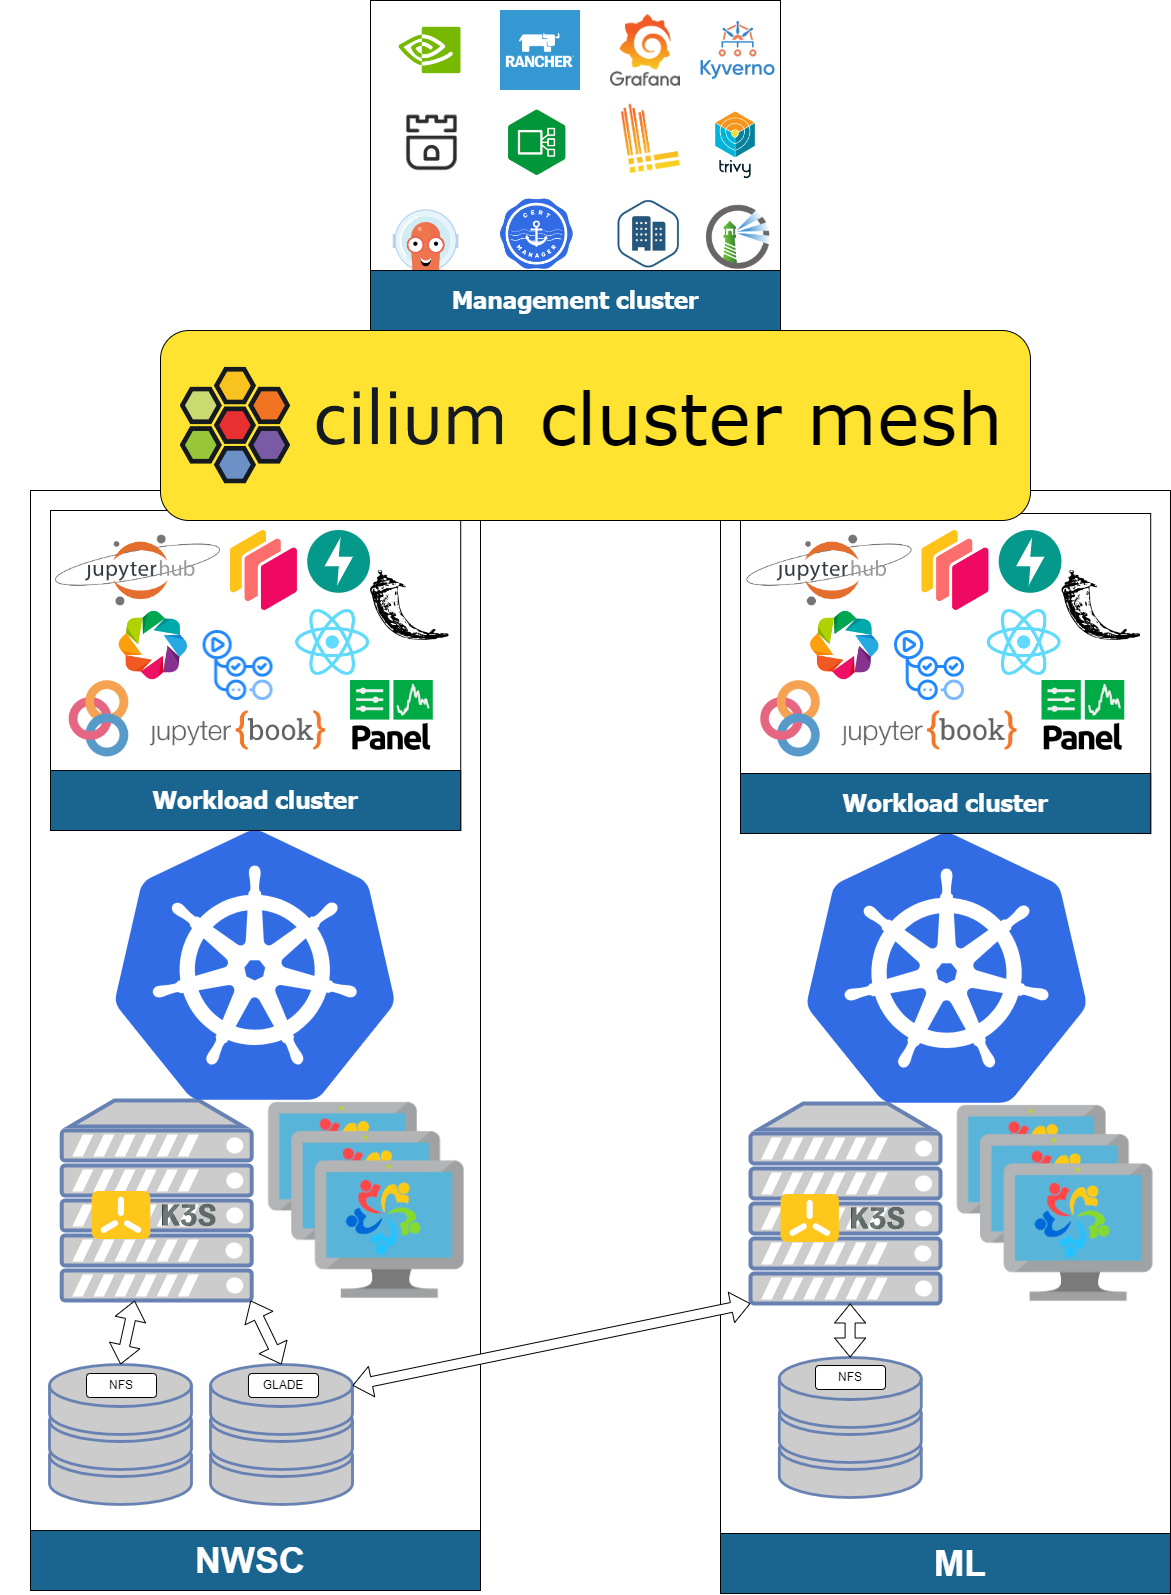 RANCHER
Grafana
Kyverno
trivy
CERT
MANAGER
Management cluster
cilium cluster mesh
jupyterhub
jupyter {book}
Panel
Workload cluster
K3S
NFS
GLADE
NWSC
jupyterhub
jupyter {book}
Panel
Workload cluster
K3S
NFS
ML